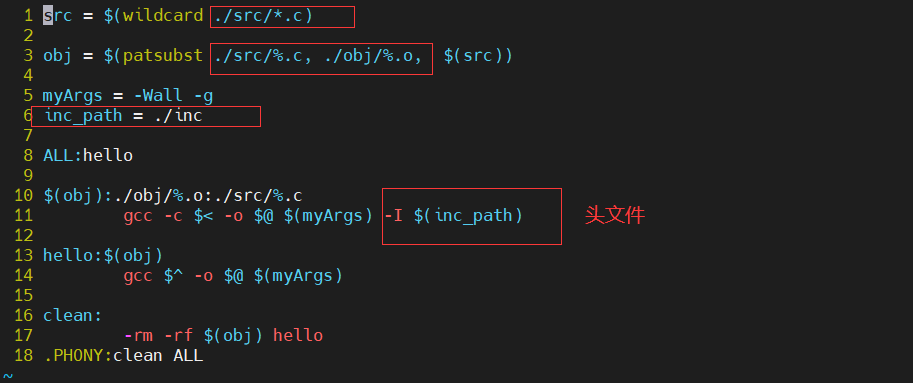 1 src = $(wildcard ./src/*.c)
2
3 obj = $(patsubst ./src/%.c, ./obj/%.o, $(src))
4
5 myArgs = -Wall -g
6 inc_path = ./inc
7
8 ALL:hello
9
10 $(obj):./obj/%.o:./src/%.c
11 gcc -c $< -o $@ $(myArgs) -I $(inc_path) 头文件
12
13 hello:$(obj)
14 gcc $^ -o $@ $(myArgs)
15
16 clean:
17 -rm -rf $(obj) hello
18 .PHONY:clean ALL
~